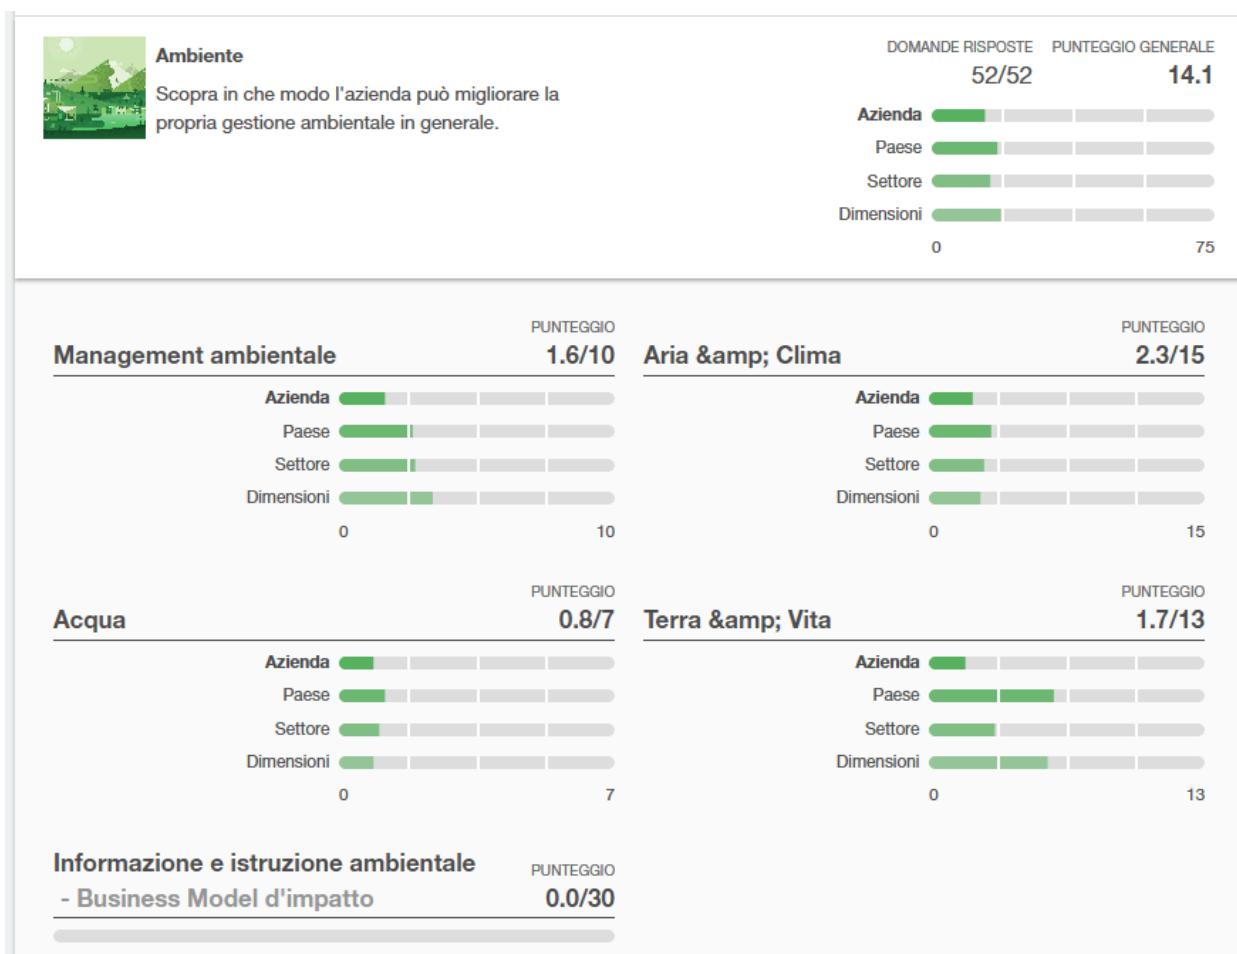 Ambiente
Scopra in che modo l'azienda può migliorare la
propria gestione ambientale in generale.
DOMANDE RISPOSTE PUNTEGGIO GENERALE
52/52 14.1
Azienda
Paese
Settore
Dimensioni
0 75
PUNTEGGIO
Management ambientale 1.6/10
Azienda
Paese
Settore
Dimensioni
0 10
PUNTEGGIO
Aria &amp; Clima 2.3/15
Azienda
Paese
Settore
Dimensioni
0 15
PUNTEGGIO
Acqua 0.8/7
Azienda
Paese
Settore
Dimensioni
0 7
PUNTEGGIO
Terra &amp; Vita 1.7/13
Azienda
Paese
Settore
Dimensioni
0 13
Informazione e istruzione ambientale PUNTEGGIO
- Business Model d'impatto 0.0/30